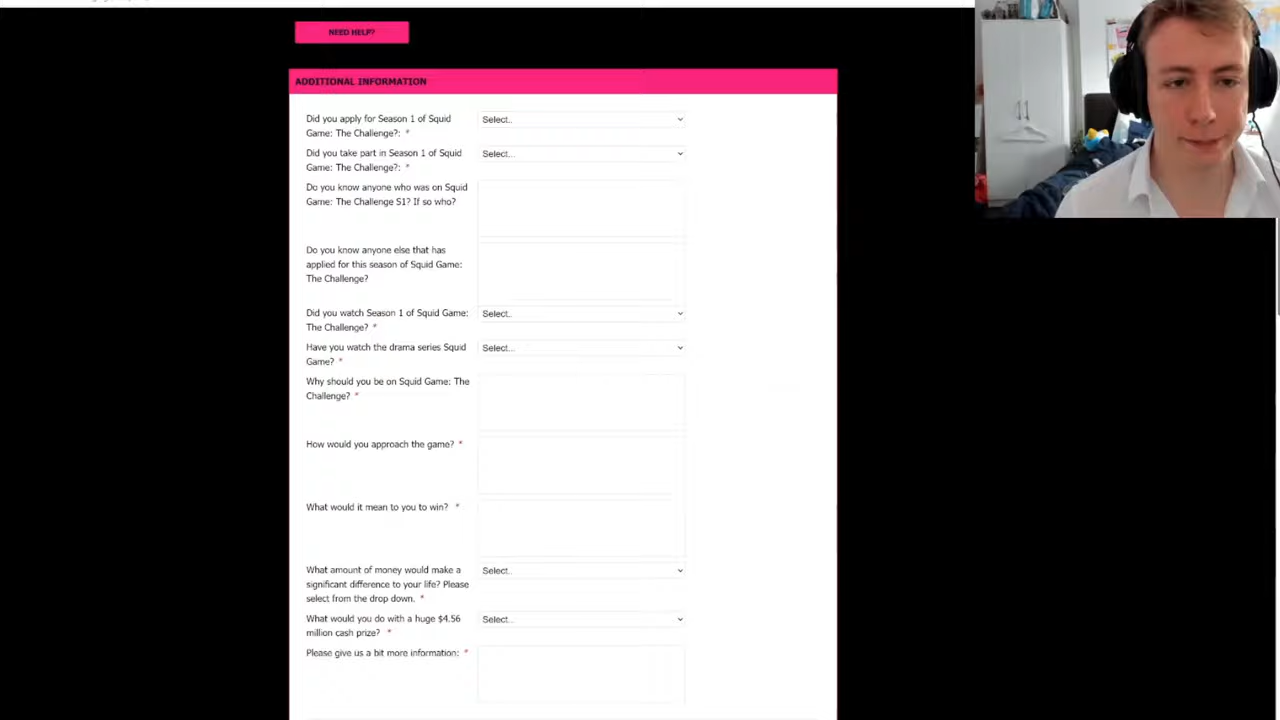 NEED HELP?
ADDITIONAL INFORMATION
Did you apply for Season 1 of Squid
Game: The Challenge?: *
Select..
Did you take part in Season 1 of Squid
Game: The Challenge?: *
Select...
Do you know anyone who was on Squid
Game: The Challenge S1? If so who?
Do you know anyone else that has
applied for this season of Squid Game:
The Challenge?
Did you watch Season 1 of Squid Game:
The Challenge? *
Select..
Have you watch the drama series Squid
Game? *
Select...
Why should you be on Squid Game: The
Challenge? *
How would you approach the game? *
What would it mean to you to win? *
What amount of money would make a
significant difference to your life? Please
select from the drop down. *
Select..
What would you do with a huge $4.56
million cash prize? *
Select...
Please give us a bit more information: *